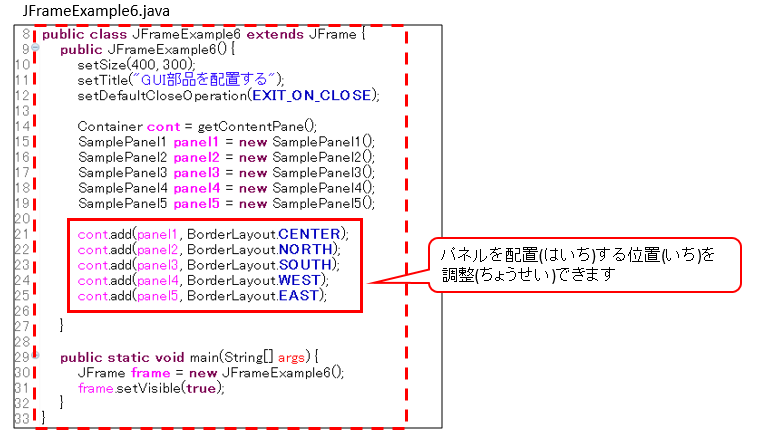 JFrameExample6.java
8 public class JFrameExample6 extends JFrame {
9 public JFrameExample6() {
10 setSize(400, 300);
11 setTitle("GUI部品を配置する");
12 setDefaultCloseOperation(EXIT_ON_CLOSE);
13
14 Container cont = getContentPane();
15 SamplePanel1 panel1 = new SamplePanel1();
16 SamplePanel2 panel2 = new SamplePanel2();
17 SamplePanel3 panel3 = new SamplePanel3();
18 SamplePanel4 panel4 = new SamplePanel4();
19 SamplePanel5 panel5 = new SamplePanel5();
20
21 cont.add(panel1, BorderLayout.CENTER);
22 cont.add(panel2, BorderLayout.NORTH);
23 cont.add(panel3, BorderLayout.SOUTH);
24 cont.add(panel4, BorderLayout.WEST);
25 cont.add(panel5, BorderLayout.EAST);
26
27 }
28
29 public static void main(String[] args) {
30 JFrame frame = new JFrameExample6();
31 frame.setVisible(true);
32 }
33 }
パネルを配置(はいち)する位置(いち)を
調整(ちょうせい)できます